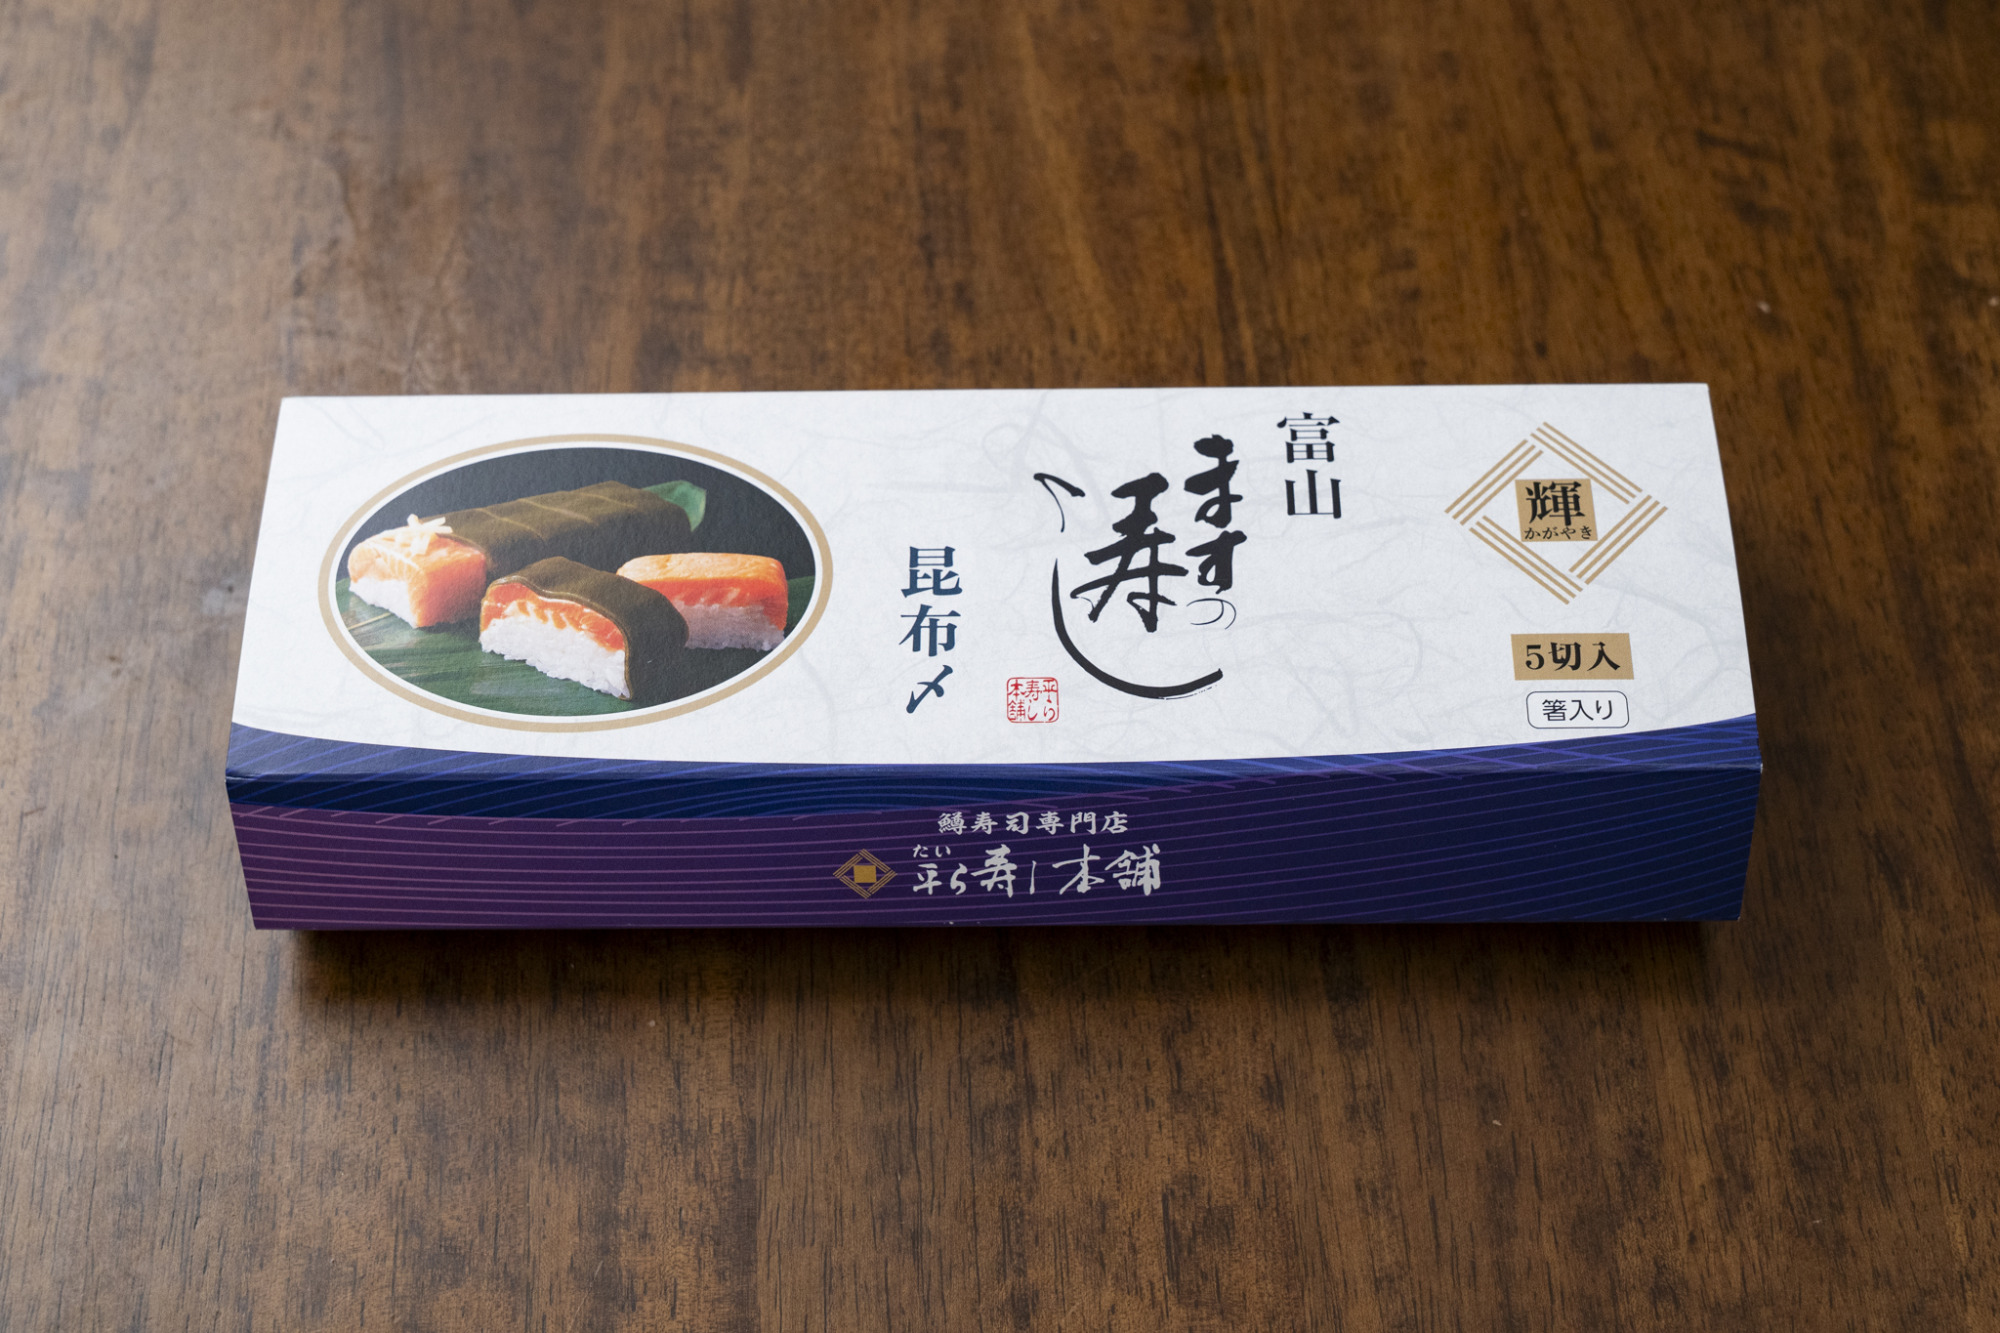 富山
ますの寿し
昆布〆
平ら寿し本舗
輝
かがやき
5切入
箸入り
鱒寿司専門店
たい
平ら寿し本舗